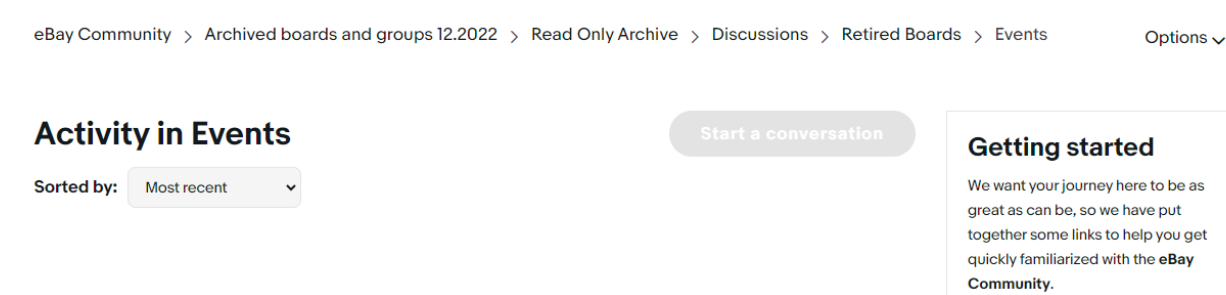 eBay Community > Archived boards and groups 12.2022 > Read Only Archive > Discussions > Retired Boards > Events
Options
Activity in Events
Start a conversation
Sorted by: Most recent
Getting started
We want your journey here to be as
great as can be, so we have put
together some links to help you get
quickly familiarized with the eBay
Community.